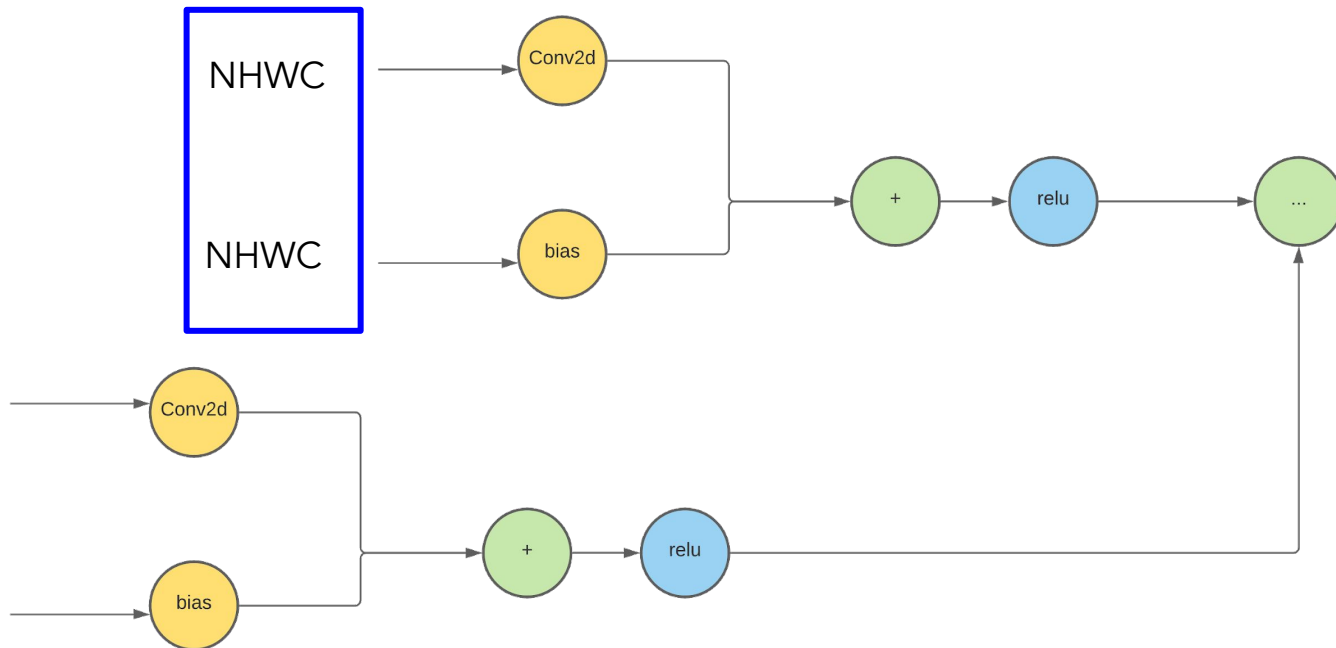 NHWC
Conv2d
NHWC
bias
+
relu
...
Conv2d
bias
+
relu